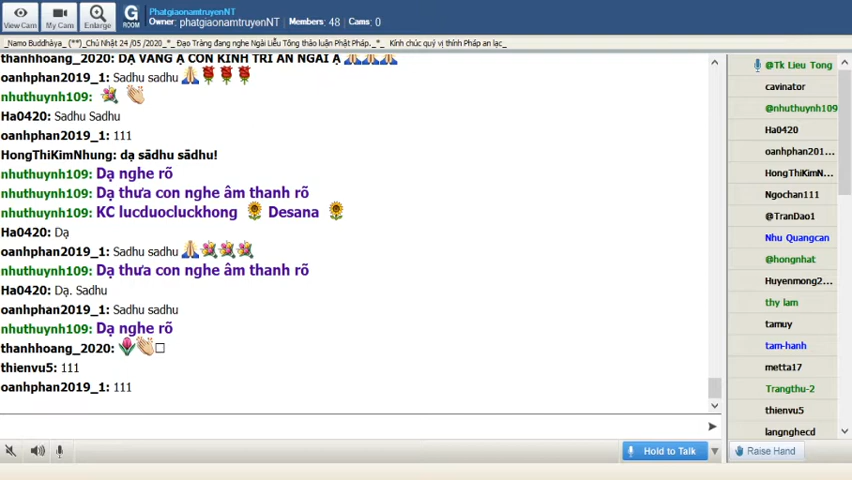 View Cam
My Cam
Enlarge
G ROOM
PhatgiaonamtruyenNT
Owner: phatgiaonamtruyenNT Members: 48 Cams: 0
_Namo Buddhàya_ (**)_Chủ Nhật 24 /05 /2020_*_ Đạo Tràng đang nghe Ngài Liễu Tông thảo luận Phật Pháp._*_ Kính chúc quý vị thính Pháp an lạc_
thanhhoang_2020: DẠ VÂNG Ạ CON KÍNH TRI ÂN NGÀI Ạ 🙏🙏🙏
oanhphan2019_1: Sadhu sadhu 🙏🌹🌹🌹
nhuthuynh109: 💐 👏
Ha0420: Sadhu Sadhu
oanhphan2019_1: 111
HongThiKimNhung: dạ sādhu sādhu!
nhuthuynh109: Dạ nghe rõ
nhuthuynh109: Dạ thưa con nghe âm thanh rõ
nhuthuynh109: KC lucduocluckhong 🌻 Desana 🌻
Ha0420: Dạ
oanhphan2019_1: Sadhu sadhu 🙏💐💐💐
nhuthuynh109: Dạ thưa con nghe âm thanh rõ
Ha0420: Dạ. Sadhu
oanhphan2019_1: Sadhu sadhu
nhuthuynh109: Dạ nghe rõ
thanhhoang_2020: 🌷👏□
thienvu5: 111
oanhphan2019_1: 111
@Tk Lieu Tong
cavinator
@nhuthuynh109
Ha0420
oanhphan201...
HongThiKimN...
Ngochan111
@TranDao1
Nhu Quangcan
@hongnhat
Huyenmong2...
thy lam
tamuy
tam-hanh
metta17
Trangthu-2
thienvu5
langnghecd
Hold to Talk
Raise Hand